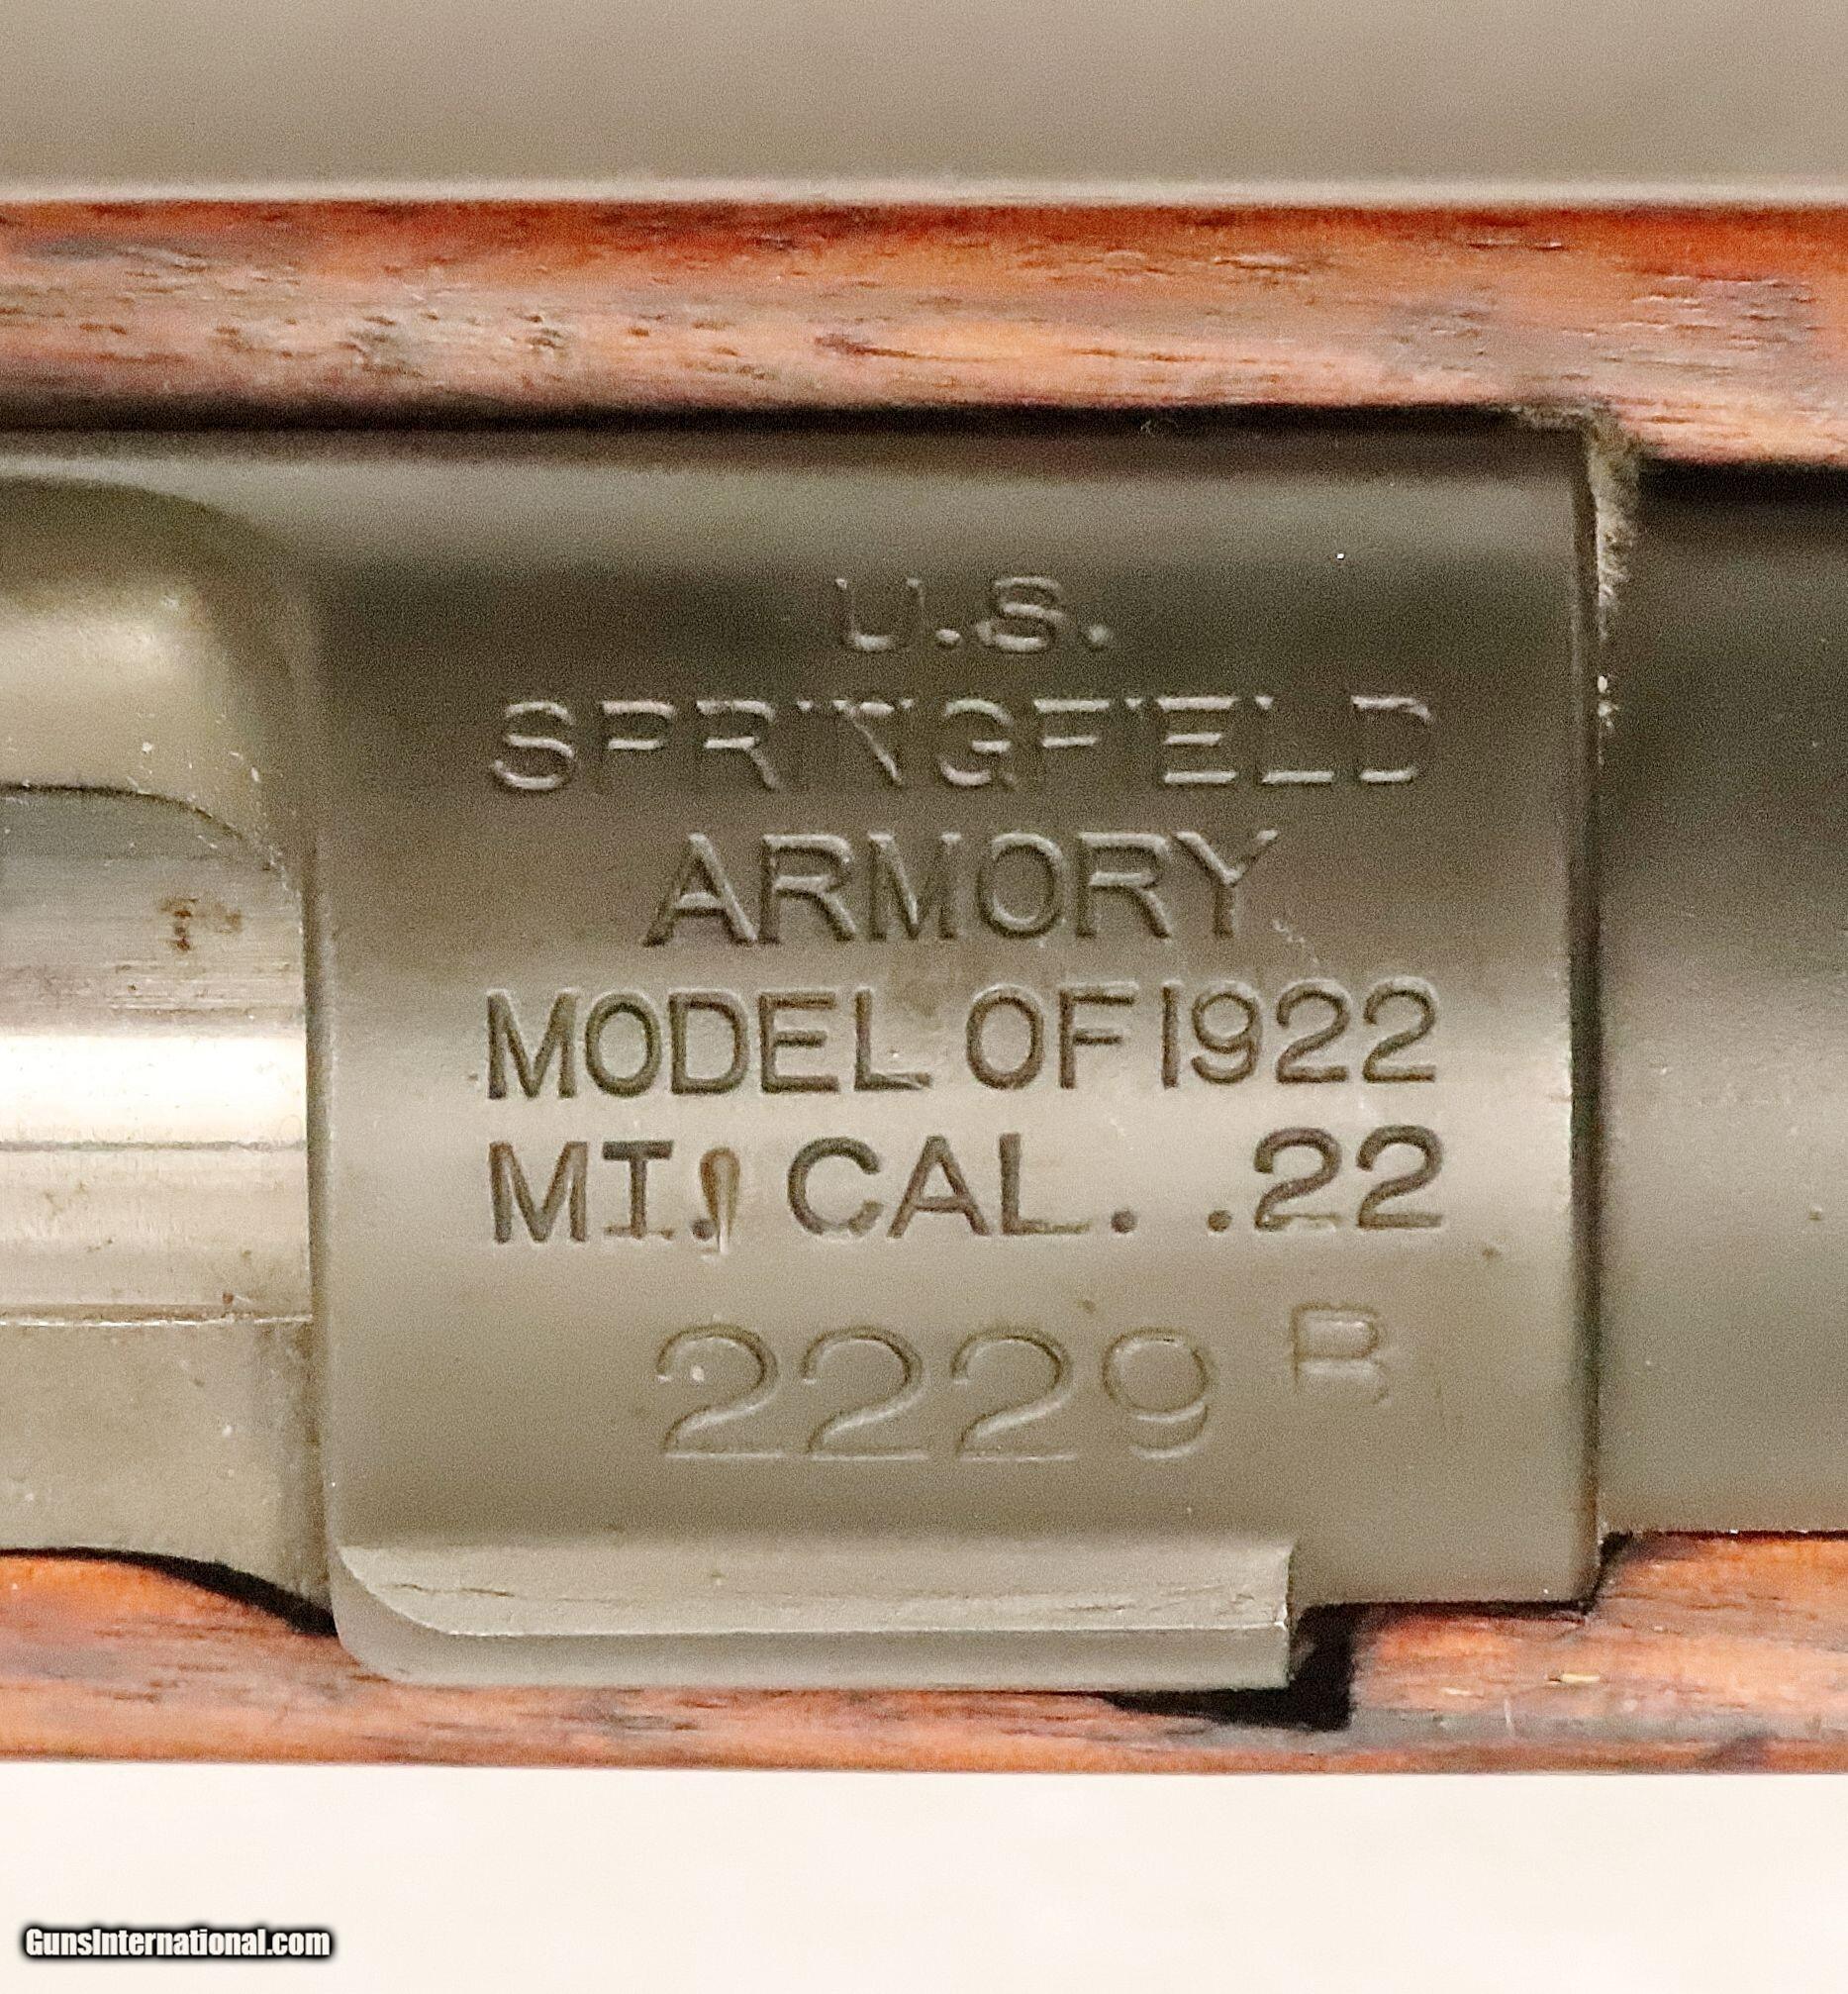 U.S.
SPRINGFIELD
ARMORY
MODEL OF 1922
MI. CAL. .22
2229 B
GunsInternational.com